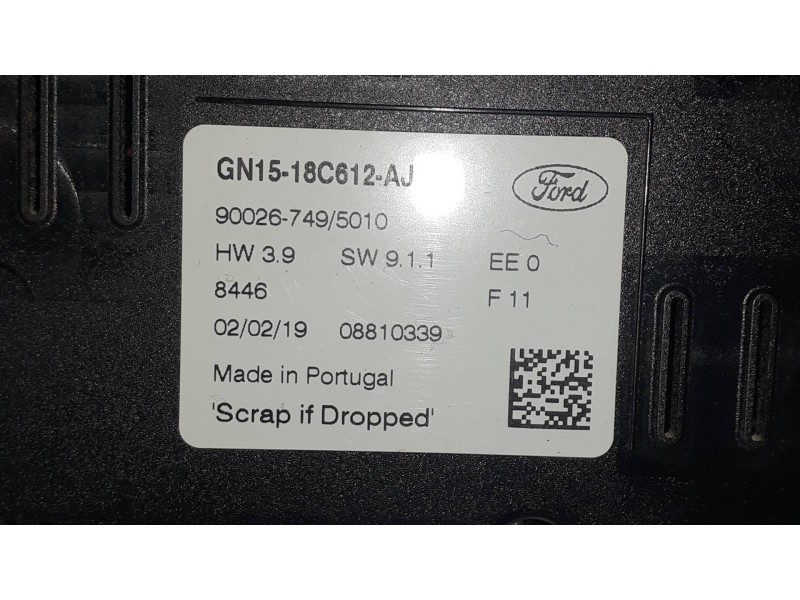 GN15-18C612-AJ
Ford
90026-749/5010
HW 3.9 SW 9.1.1 EE 0
8446 F 11
02/02/19 08810339
Made in Portugal
'Scrap if Dropped'